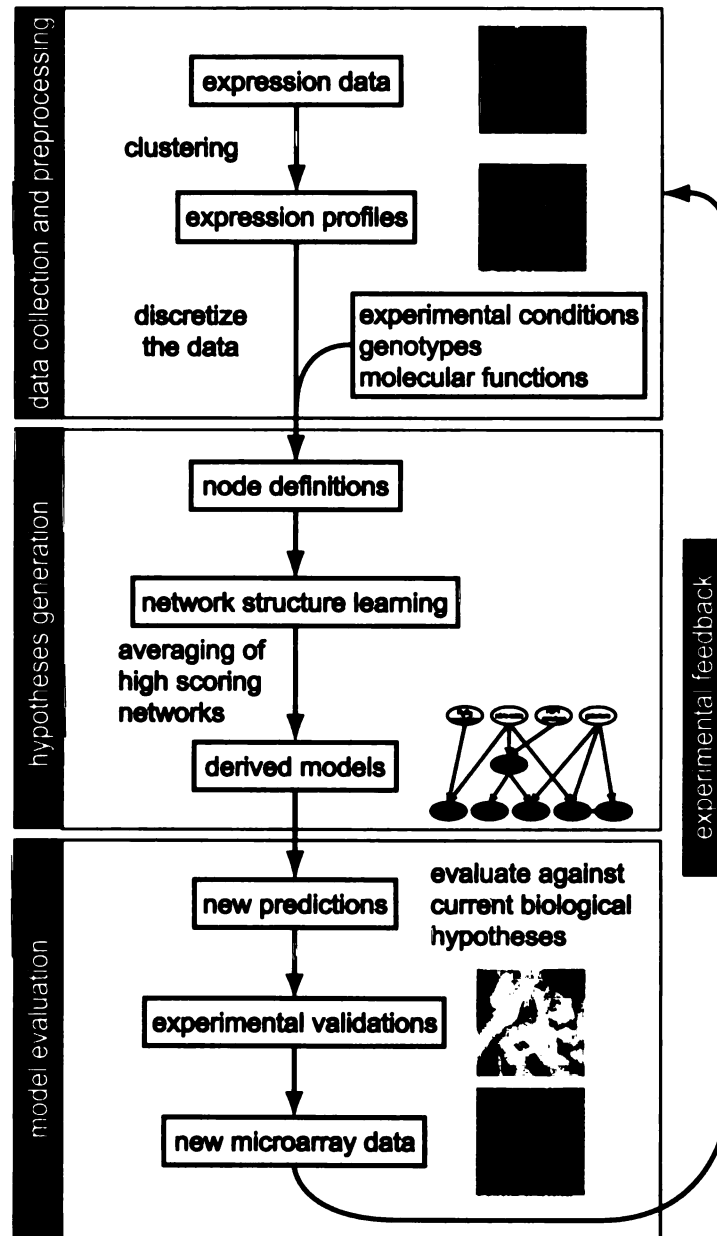 data collection and preprocessing
expression data
clustering
expression profiles
discretize
the data
experimental conditions
genotypes
molecular functions
hypotheses generation
node definitions
network structure learning
averaging of
high scoring
networks
derived models
experimental feedback
model evaluation
new predictions
evaluate against
current biological
hypotheses
experimental validations
new microarray data